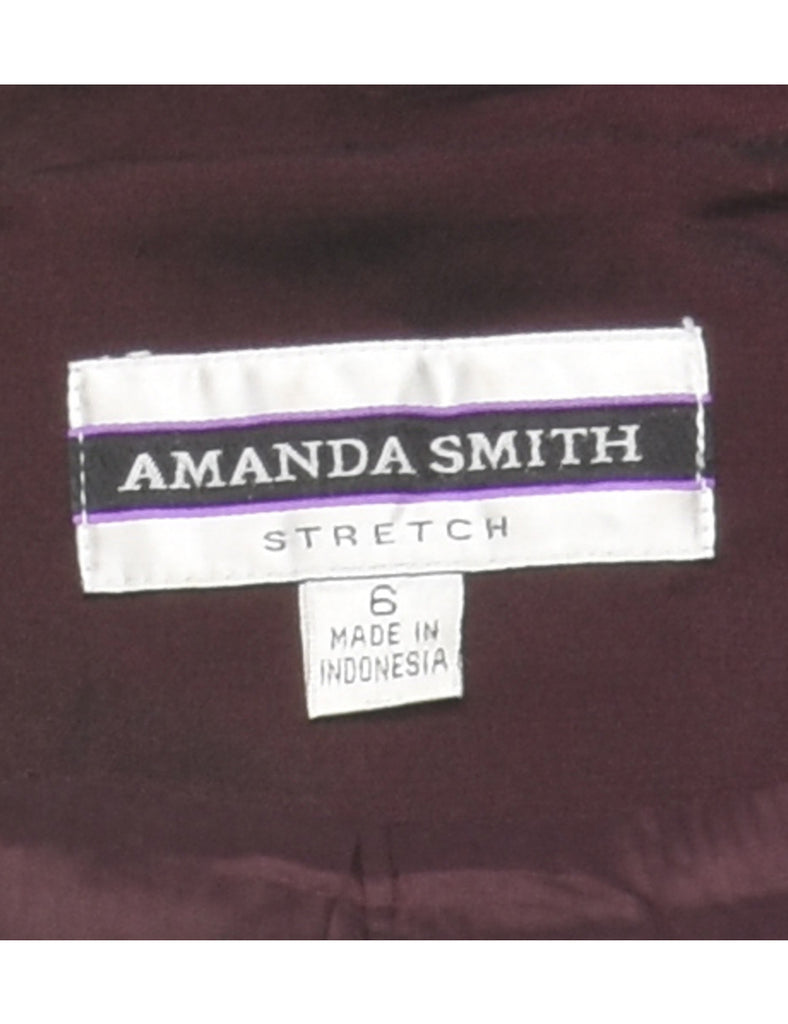 AMANDA SMITH
STRETCH
6
MADE IN
INDONESIA